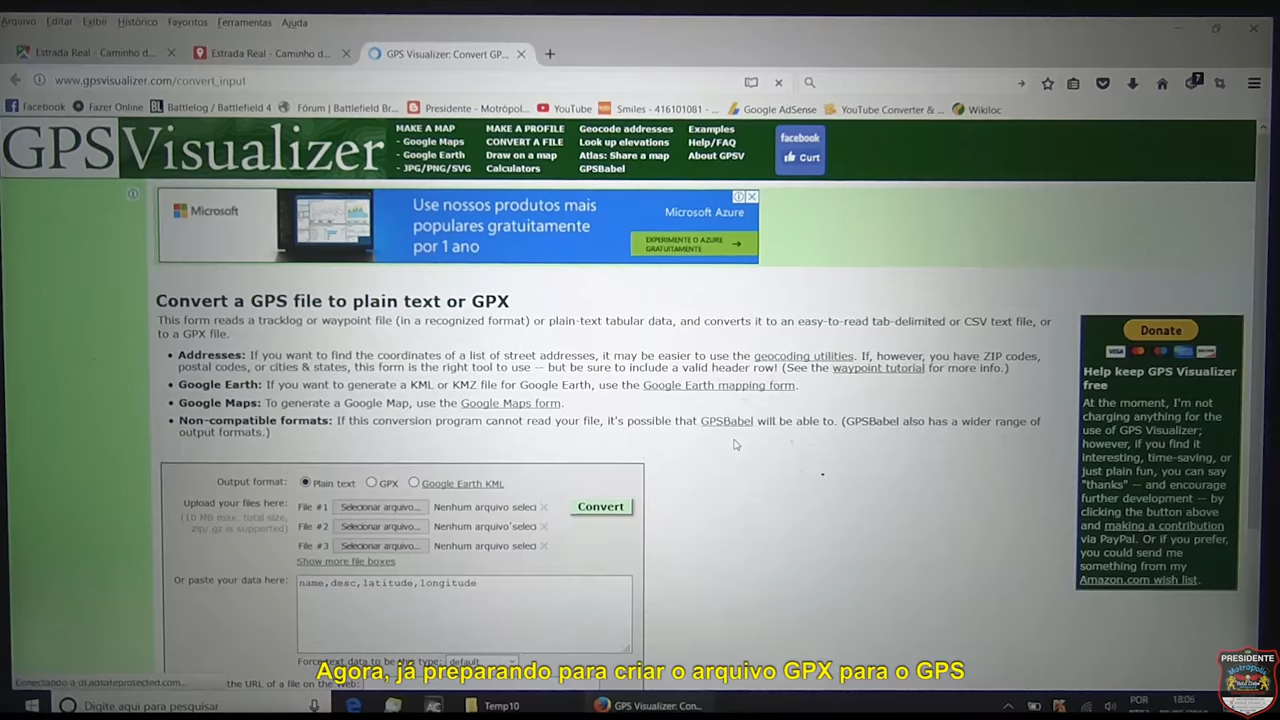 Arquivo Editar Exibir Histórico Favoritos Ferramentas Ajuda
Estrada Real - Caminho d... Estrada Real - Caminho d... GPS Visualizer: Convert GP...
www.gpsvisualizer.com/convert_input
7
Facebook Fazer Online Battlelog / Battlefield 4 Fórum | Battlefield Br... Presidente - Motrópol... YouTube Smiles - 416101081 - ... Google AdSense YouTube Converter & ... Wikiloc
GPSVisualizer
MAKE A MAP
- Google Maps
- Google Earth
- JPG/PNG/SVG
MAKE A PROFILE
CONVERT A FILE
Draw on a map
Calculators
Geocode addresses
Look up elevations
Atlas: Share a map
GPSBabel
Examples
Help/FAQ
About GPSV
facebook
Curt
Microsoft
Use nossos produtos mais
populares gratuitamente
por 1 ano
Microsoft Azure
EXPERIMENTE O AZURE
GRATUITAMENTE
Convert a GPS file to plain text or GPX
This form reads a tracklog or waypoint file (in a recognized format) or plain-text tabular data, and converts it to an easy-to-read tab-delimited or CSV text file, or
to a GPX file.
• Addresses: If you want to find the coordinates of a list of street addresses, it may be easier to use the geocoding utilities. If, however, you have ZIP codes,
postal codes, or cities & states, this form is the right tool to use -- but be sure to include a valid header row! (See the waypoint tutorial for more info.)
• Google Earth: If you want to generate a KML or KMZ file for Google Earth, use the Google Earth mapping form.
• Google Maps: To generate a Google Map, use the Google Maps form.
• Non-compatible formats: If this conversion program cannot read your file, it's possible that GPSBabel will be able to. (GPSBabel also has a wider range of
output formats.)
Output format: Plain text GPX Google Earth KML
Upload your files here:
(10 MB max. total size,
zip/.gz is supported)
File #1 Selecionar arquivo... Nenhum arquivo seleci
File #2 Selecionar arquivo... Nenhum arquivo seleci
File #3 Selecionar arquivo... Nenhum arquivo seleci
Show more file boxes
Convert
Or paste your data here:
name,desc,latitude,longitude
Force text data to be this type: default
the URL of a file on the web:
Donate
VISA
Help keep GPS Visualizer
free
At the moment, I'm not
charging anything for the
use of GPS Visualizer;
however, if you find it
interesting, time-saving, or
just plain fun, you can say
"thanks" -- and encourage
further development -- by
clicking the button above
and making a contribution
via PayPal. Or if you prefer,
you could send me
something from my
Amazon.com wish list.
Agora, já preparando para criar o arquivo GPX para o GPS
PRESIDENTE
Metrópolis
Digite aqui para pesquisar
Temp10
GPS Visualizer: Con...
POR
18:06